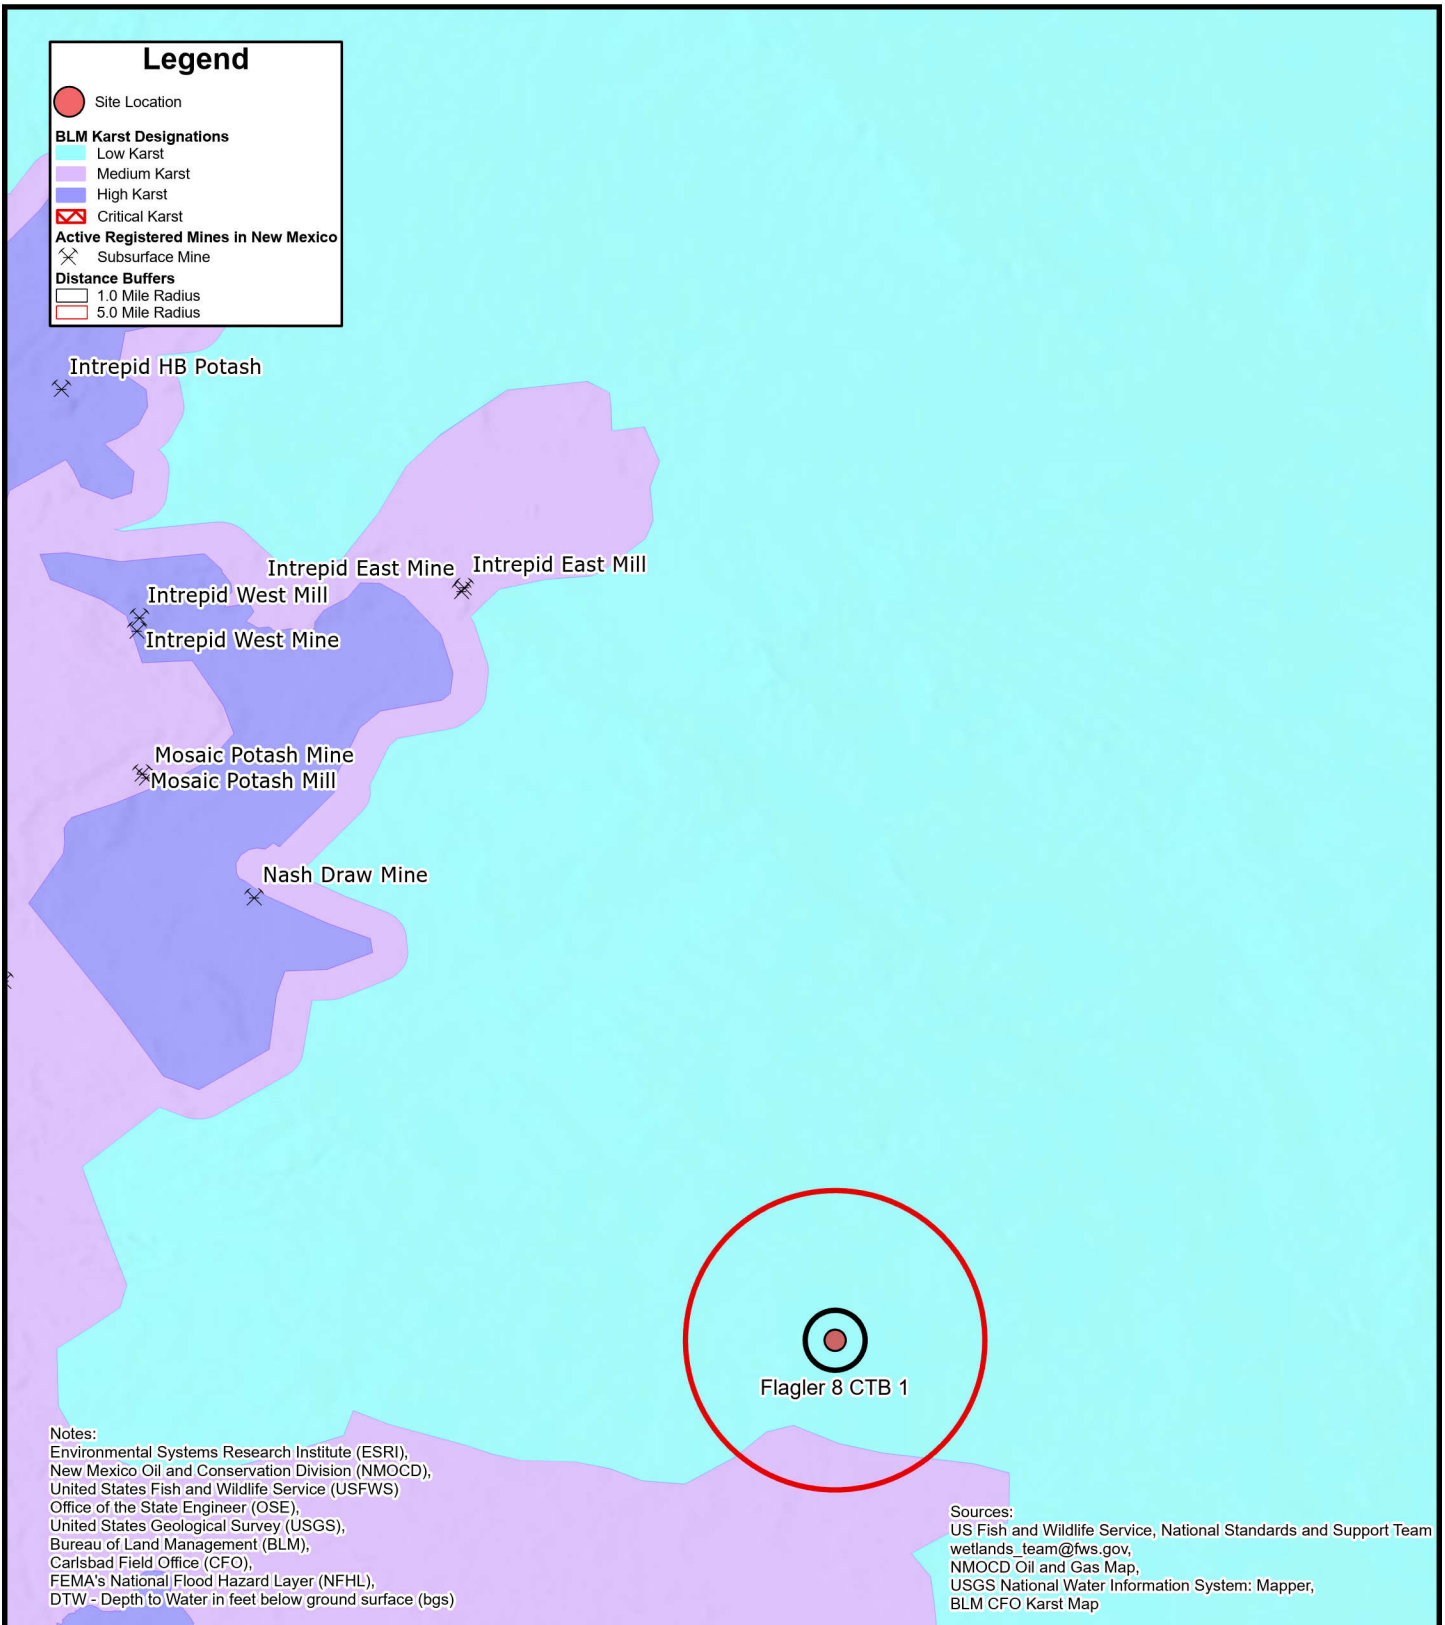 Legend
Site Location
BLM Karst Designations
Low Karst
Medium Karst
High Karst
Critical Karst
Active Registered Mines in New Mexico
Subsurface Mine
Distance Buffers
1.0 Mile Radius
5.0 Mile Radius
Intrepid HB Potash
Intrepid East Mine
Intrepid East Mill
Intrepid West Mill
Intrepid West Mine
Mosaic Potash Mine
Mosaic Potash Mill
Nash Draw Mine
Flagler 8 CTB 1
Notes:
Environmental Systems Research Institute (ESRI),
New Mexico Oil and Conservation Division (NMOCD),
United States Fish and Wildlife Service (USFWS)
Office of the State Engineer (OSE),
United States Geological Survey (USGS),
Bureau of Land Management (BLM),
Carlsbad Field Office (CFO),
FEMA's National Flood Hazard Layer (NFHL),
DTW - Depth to Water in feet below ground surface (bgs)
Sources:
US Fish and Wildlife Service, National Standards and Support Team
wetlands_team@fws.gov,
NMOCD Oil and Gas Map,
USGS National Water Information System: Mapper,
BLM CFO Karst Map